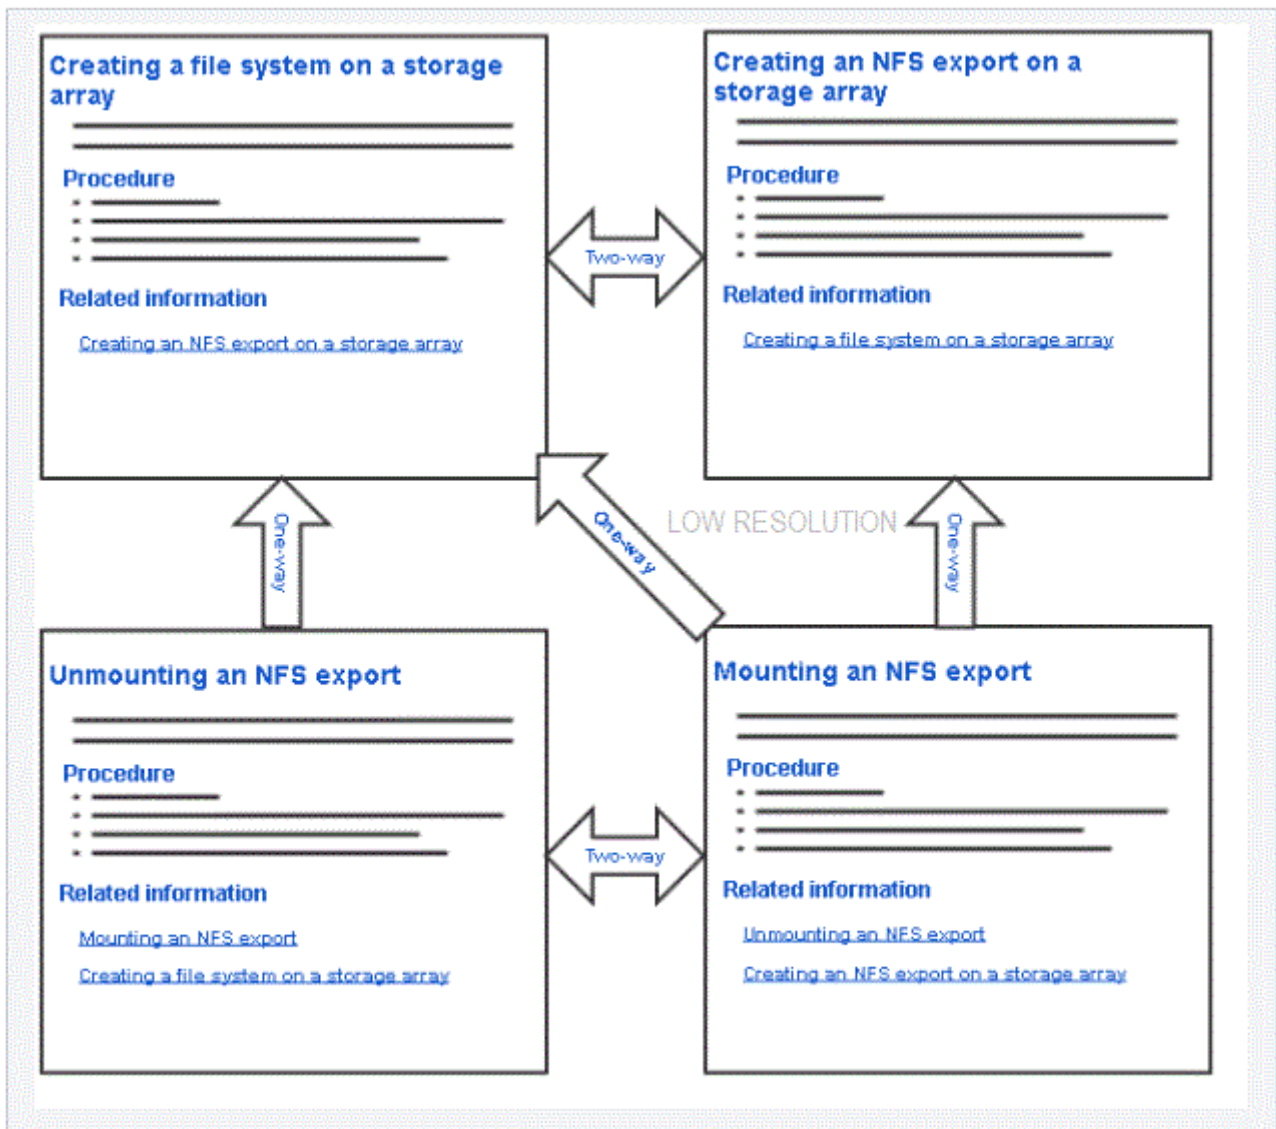 Creating a file system on a storage
array
Procedure
Related information
Creating an NFS export on a storage array
Two-way
Creating an NFS export on a
storage array
Procedure
Related information
Creating a file system on a storage array
One-way
One-way
LOW RESOLUTION
One-way
Unmounting an NFS export
Procedure
Related information
Mounting an NFS export
Creating a file system on a storage array
Two-way
Mounting an NFS export
Procedure
Related information
Unmounting an NFS export
Creating an NFS export on a storage array